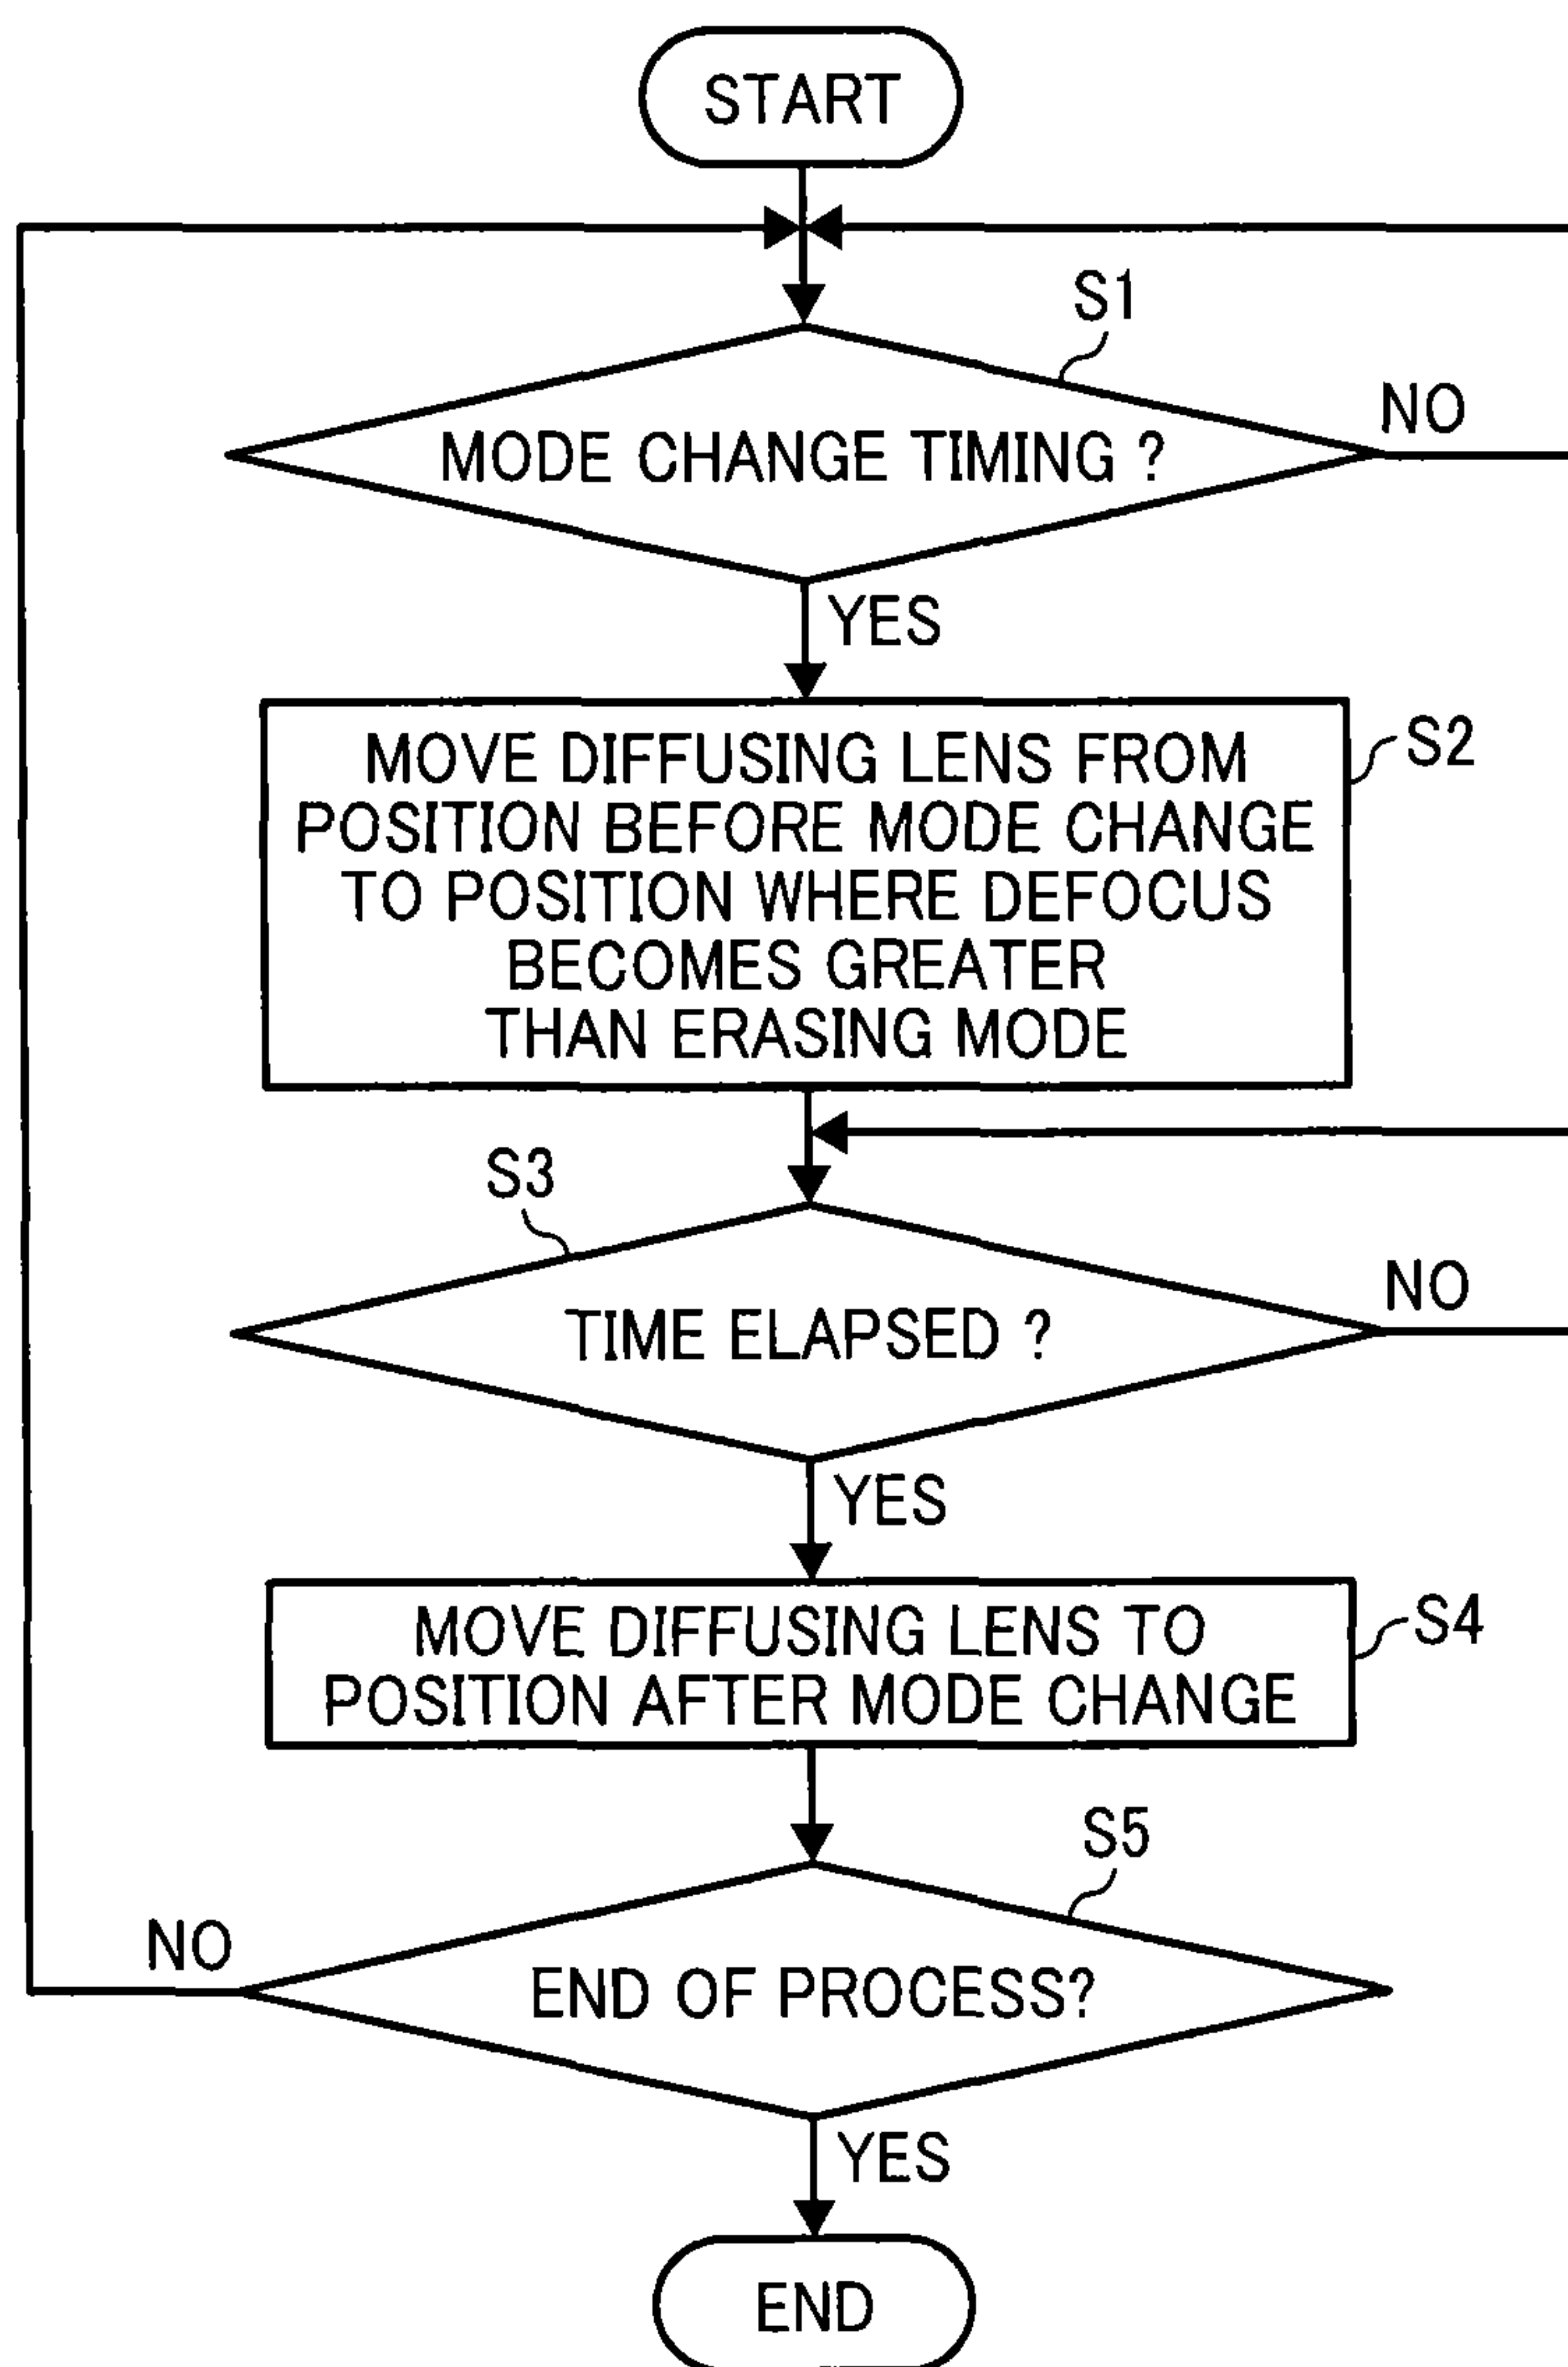 START
S1
NO
MODE CHANGE TIMING ?
YES
S2
MOVE DIFFUSING LENS FROM
POSITION BEFORE MODE CHANGE
TO POSITION WHERE DEFOCUS
BECOMES GREATER
THAN ERASING MODE
S3
NO
TIME ELAPSED ?
YES
S4
MOVE DIFFUSING LENS TO
POSITION AFTER MODE CHANGE
S5
NO
END OF PROCESS?
YES
END